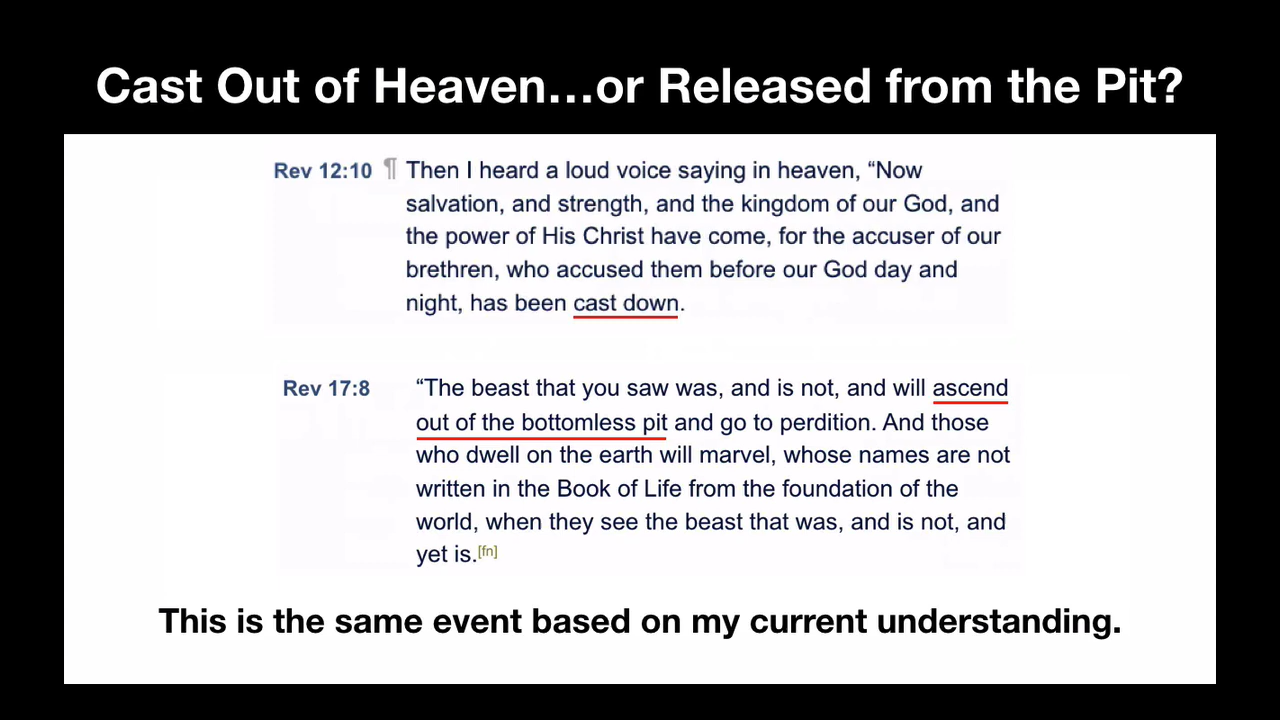 Cast Out of Heaven…or Released from the Pit?
Rev 12:10 ¶ Then I heard a loud voice saying in heaven, “Now
salvation, and strength, and the kingdom of our God, and
the power of His Christ have come, for the accuser of our
brethren, who accused them before our God day and
night, has been cast down.
Rev 17:8 “The beast that you saw was, and is not, and will ascend
out of the bottomless pit and go to perdition. And those
who dwell on the earth will marvel, whose names are not
written in the Book of Life from the foundation of the
world, when they see the beast that was, and is not, and
yet is.[fn]
This is the same event based on my current understanding.